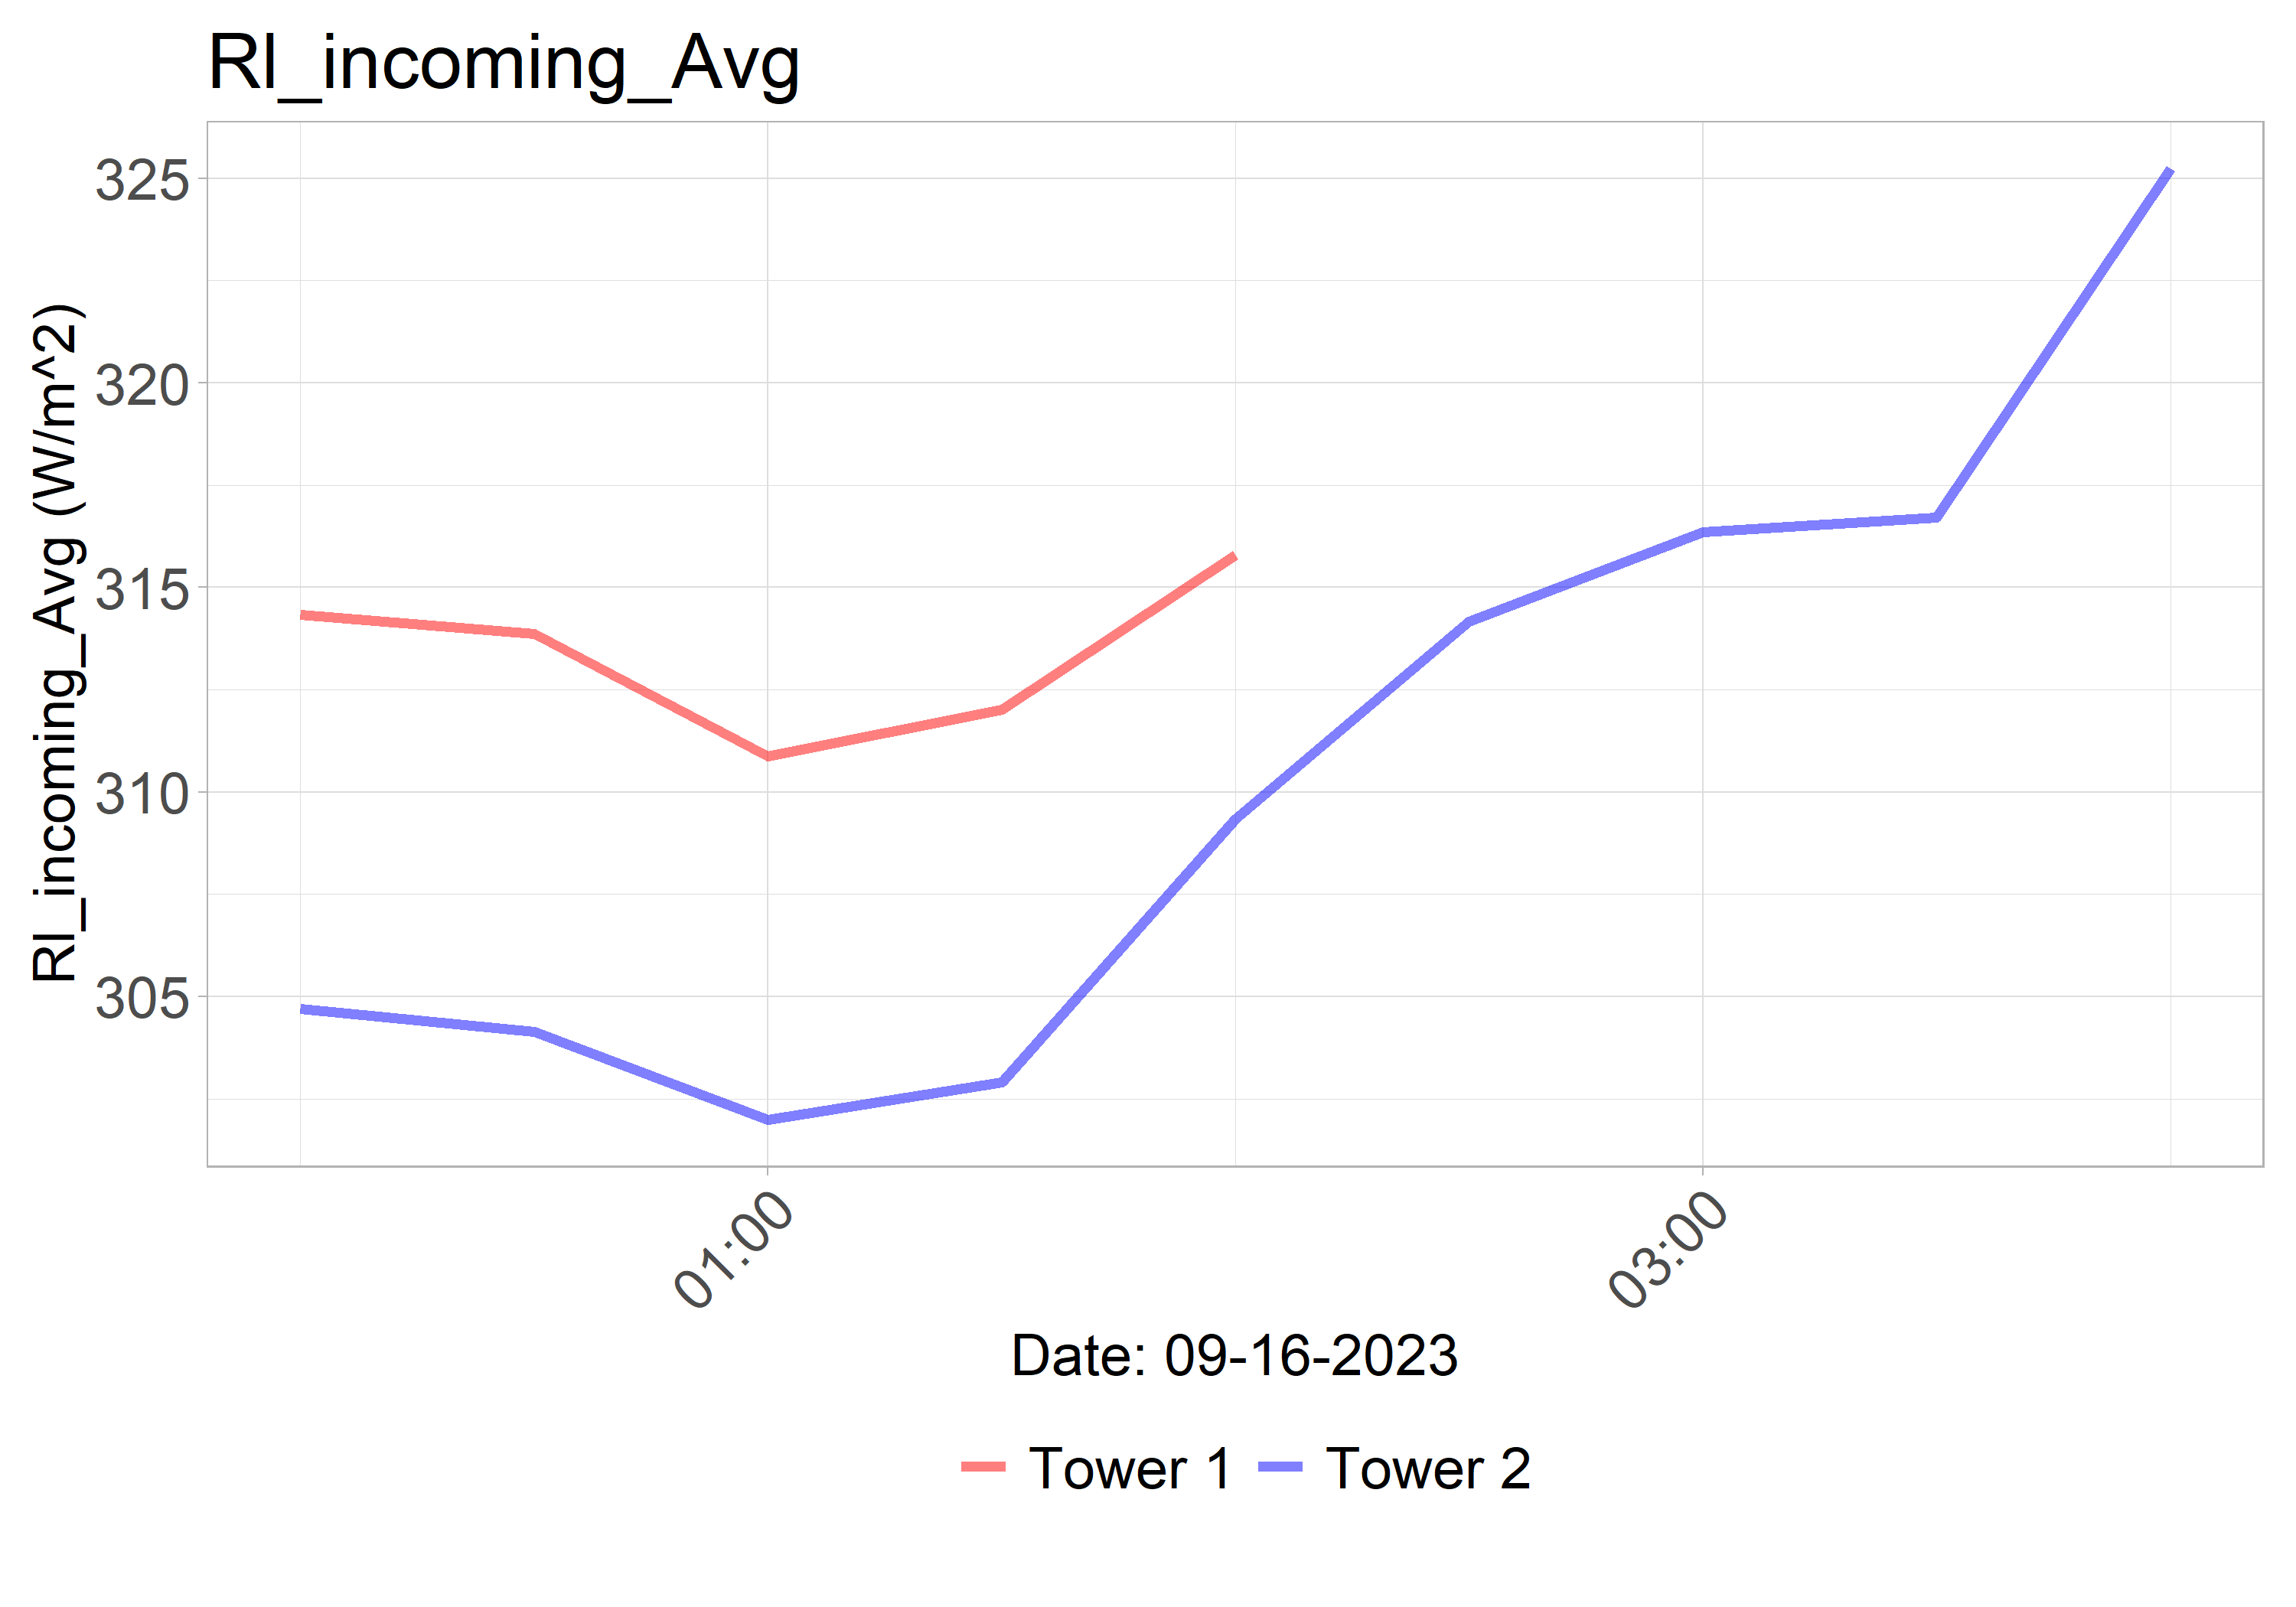 Rl_incoming_Avg
Rl_incoming_Avg (W/m^2)
325
320
315
310
305
01:00
03:00
Date: 09-16-2023
Tower 1
Tower 2